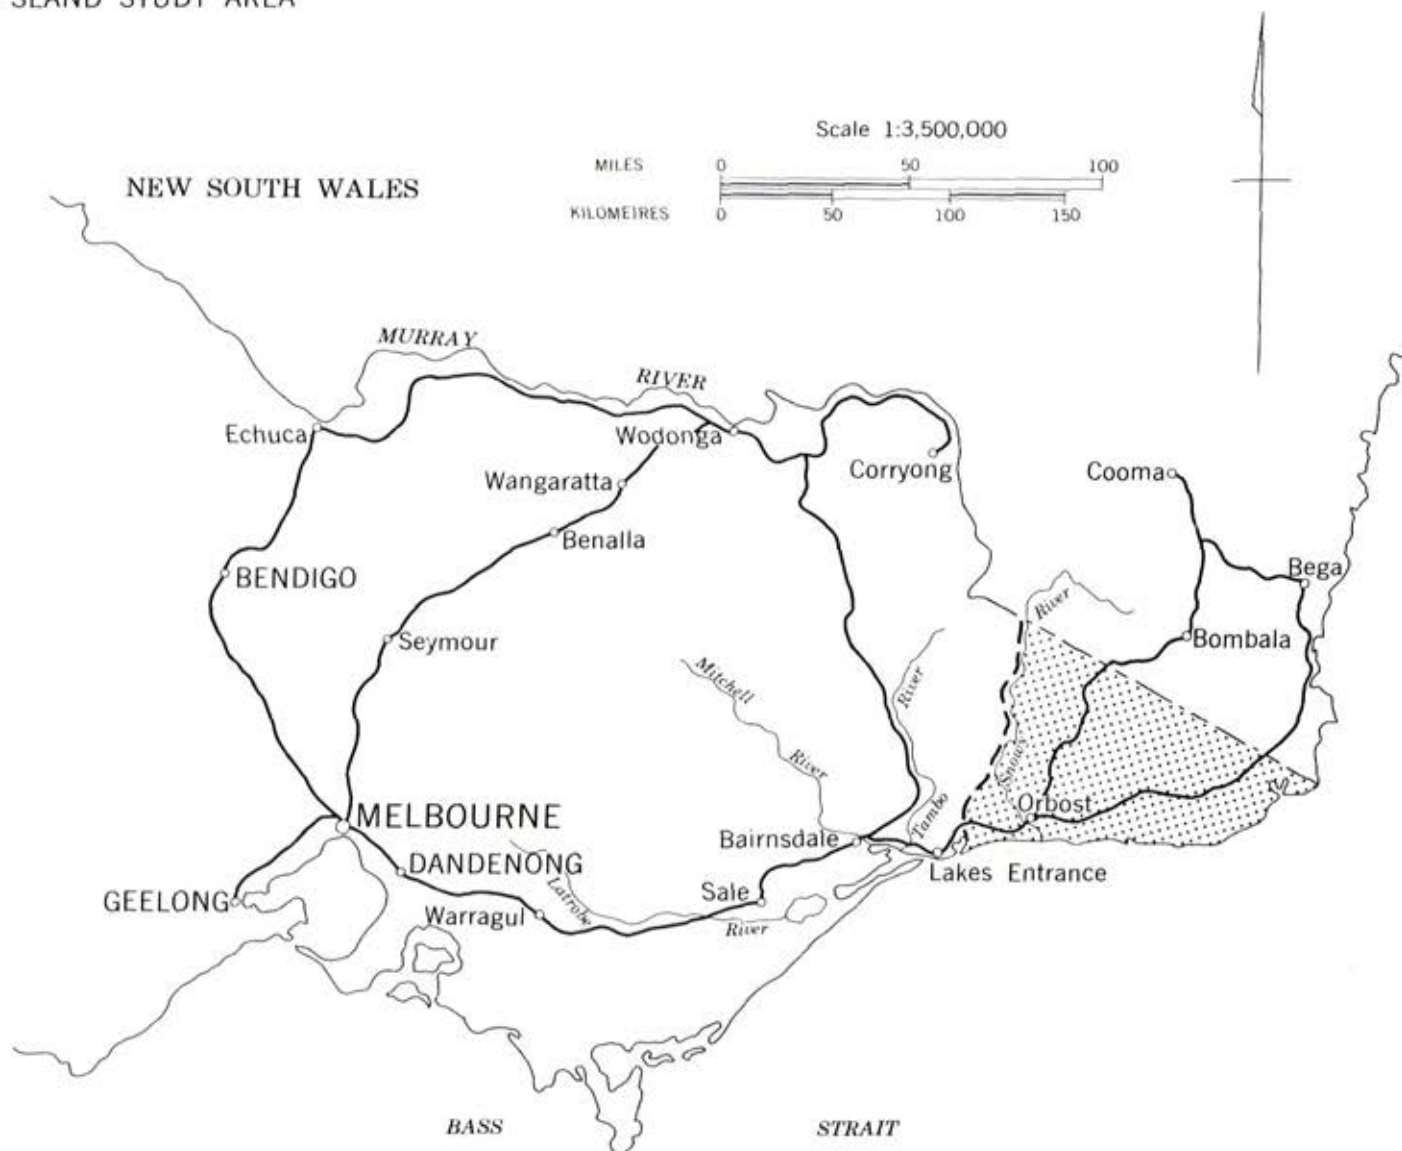 STUDY AREA
Scale 1:3,500,000
MILES 0 50 100
KILOMETRES 0 50 100 150
NEW SOUTH WALES
MURRAY
RIVER
Echuca
Wodonga
Corryong
Cooma
Wangaratta
Benalla
BENDIGO
Bega
River
Seymour
Bombala
Mitchell
River
River
Snowy
Orbost
MELBOURNE
Tambo
Bairnsdale
DANDENONG
Lakes Entrance
Latrobe
Sale
GEELONG
Warragul
River
BASS
STRAIT